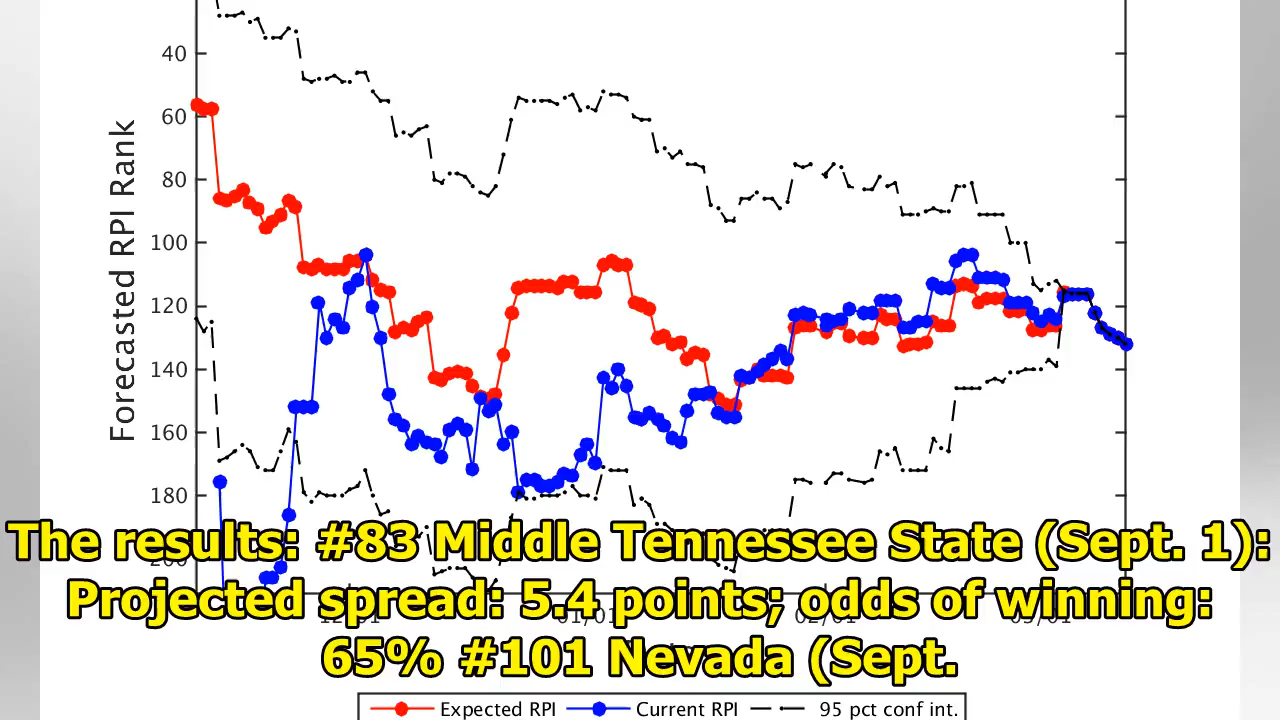 40
60
80
100
120
140
160
180
Forecasted RPI Rank
The results: #83 Middle Tennessee State (Sept. 1):
Projected spread: 5.4 points; odds of winning:
65% #101 Nevada (Sept.
Expected RPI
Current RPI
95 pct conf int.